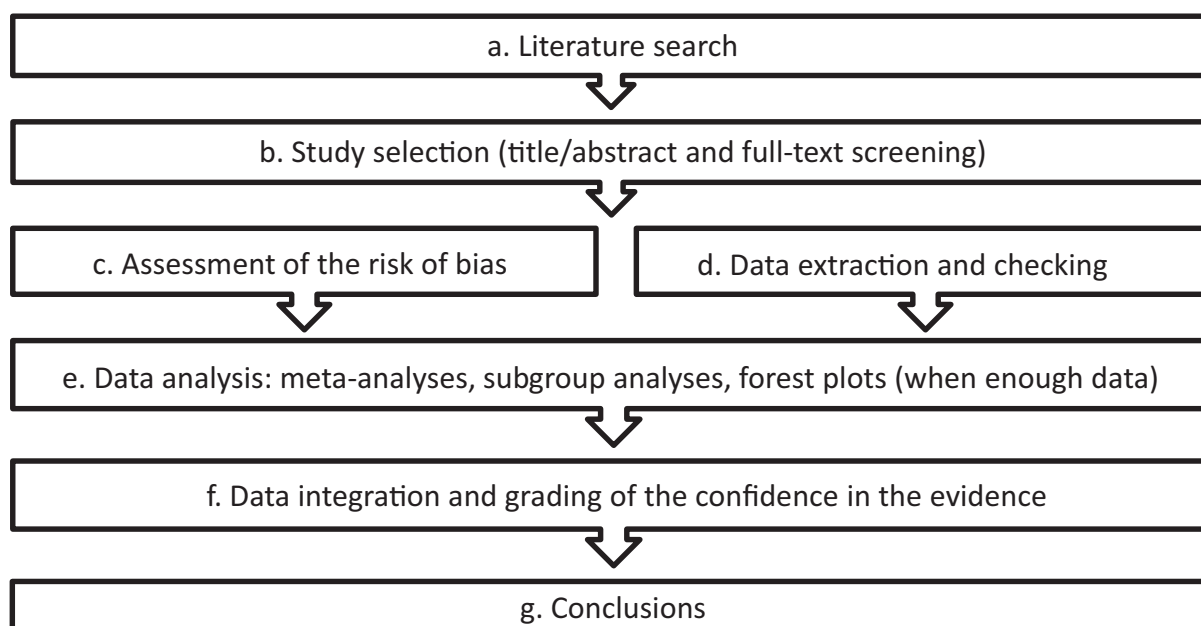 a. Literature search
b. Study selection (title/abstract and full-text screening)
c. Assessment of the risk of bias
d. Data extraction and checking
e. Data analysis: meta-analyses, subgroup analyses, forest plots (when enough data)
f. Data integration and grading of the confidence in the evidence
g. Conclusions